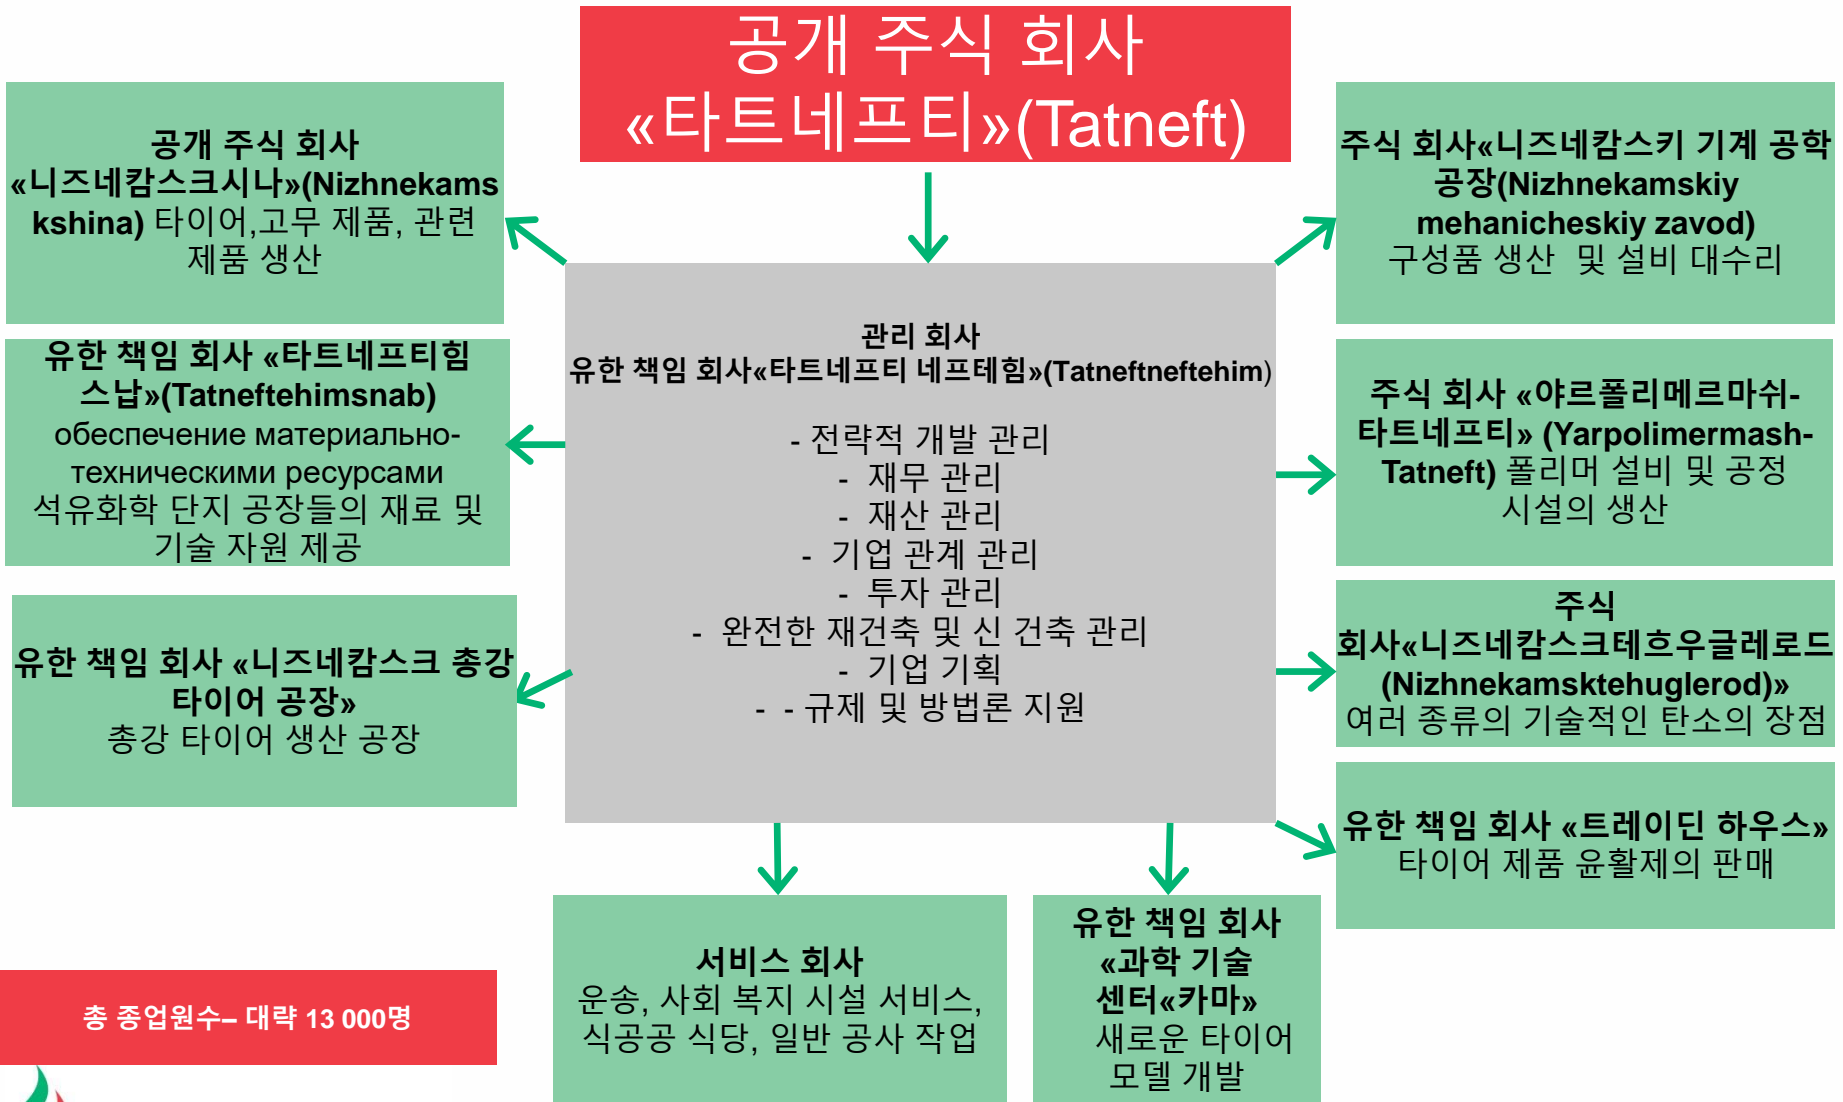 공개 주식 회사
«타트네프티»(Tatneft)
공개 주식 회사
«니즈네캄스크시나»(Nizhnekams
kshina) 타이어,고무 제품, 관련
제품 생산
유한 책임 회사 «타트네프티힘
스납»(Tatneftehimsnab)
обеспечение материально-
техническими ресурсами
석유화학 단지 공장들의 재료 및
기술 자원 제공
유한 책임 회사 «니즈네캄스크 총강
타이어 공장»
총강 타이어 생산 공장
관리 회사
유한 책임 회사«타트네프티 네프테힘»(Tatneftneftehim)
- 전략적 개발 관리
- 재무 관리
- 재산 관리
- 기업 관계 관리
- 투자 관리
- 완전한 재건축 및 신 건축 관리
- 기업 기획
- - 규제 및 방법론 지원
주식 회사«니즈네캄스키 기계 공학
공장(Nizhnekamskiy
mehanicheskiy zavod)
구성품 생산 및 설비 대수리
주식 회사 «야르폴리메르마쉬-
타트네프티» (Yarpolimermash-
Tatneft) 폴리머 설비 및 공정
시설의 생산
주식
회사«니즈네캄스크테흐우글레로드
(Nizhnekamsktehuglerod)»
여러 종류의 기술적인 탄소의 장점
유한 책임 회사 «트레이딘 하우스»
타이어 제품 윤활제의 판매
서비스 회사
운송, 사회 복지 시설 서비스,
식공공 식당, 일반 공사 작업
유한 책임 회사
«과학 기술
센터«카마»
새로운 타이어
모델 개발
총 종업원수– 대략 13 000명